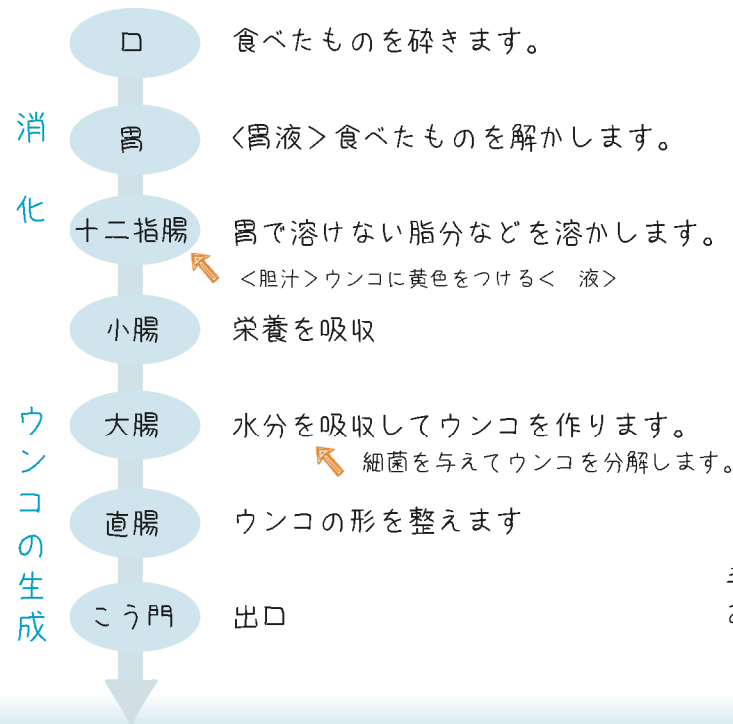 消化
口 食べたものを砕きます。
胃 <胃液>食べたものを解かします。
十二指腸 胃で溶けない脂分などを溶かします。
<胆汁>ウンコに黄色をつける<　液>
小腸 栄養を吸収
ウンコの生成
大腸 水分を吸収してウンコを作ります。
細菌を与えてウンコを分解します。
直腸 ウンコの形を整えます
こう門 出口